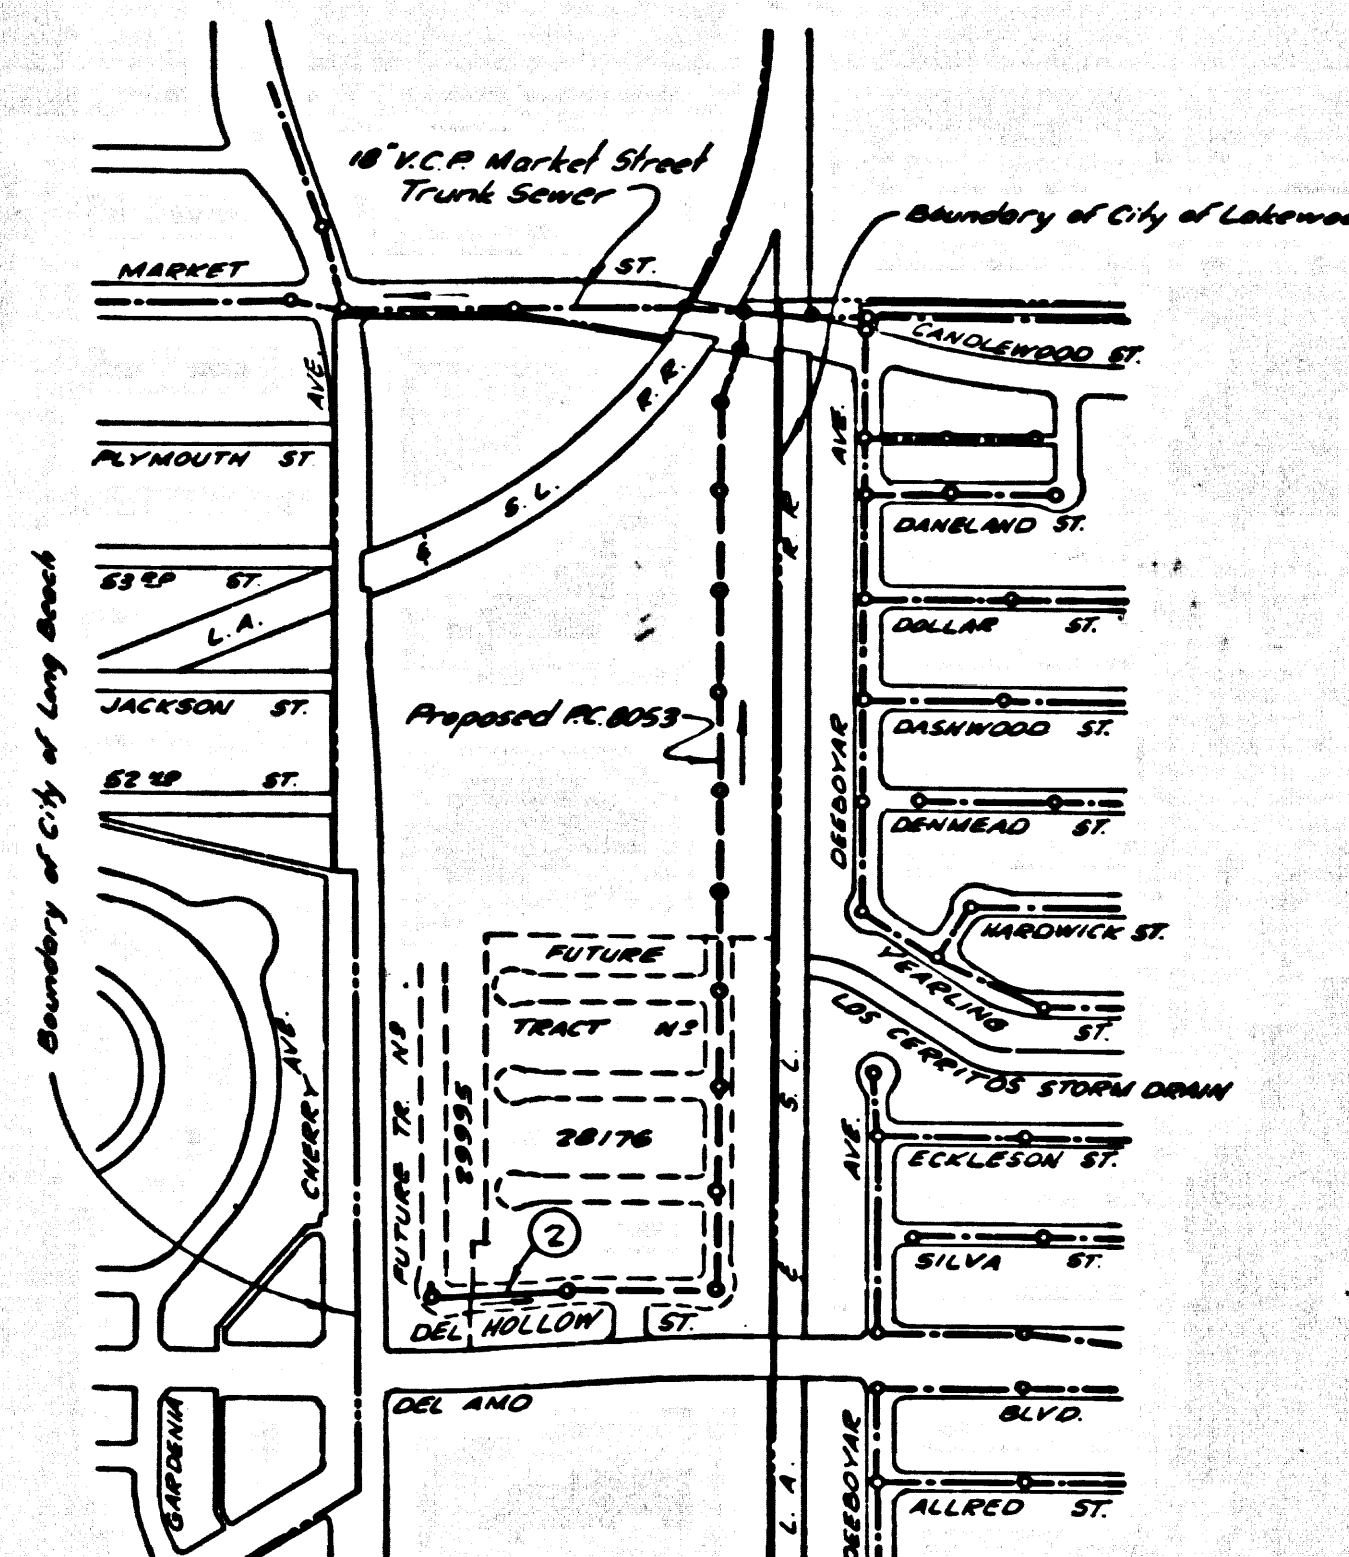 18" V.C.P. Market Street
Trunk Sewer
Boundary of City of Lakewoo
MARKET ST.
CANDLEWOOD ST.
AVE.
R. R.
AVE.
PLYMOUTH ST.
S. L.
&
R R
DANELAND ST.
53RD ST.
L. A.
DOLLAR ST.
Boundary of City of Long Beach
JACKSON ST.
Proposed P.C. 8053
DASHWOOD ST.
52ND ST.
DEEBOYAR
DENMEAD ST.
HARDWICK ST.
FUTURE
YEARLING ST.
TRACT Nº
28176
LOS CERRITOS STORM DRAIN
FUTURE TR. Nº
29995
CHERRY AVE.
S. L.
&
AVE.
ECKLESON ST.
2
SILVA ST.
DEL HOLLOW ST.
DEL AMO BLVD.
GARDENIA
L. A.
DEEBOYAR
ALLRED ST.